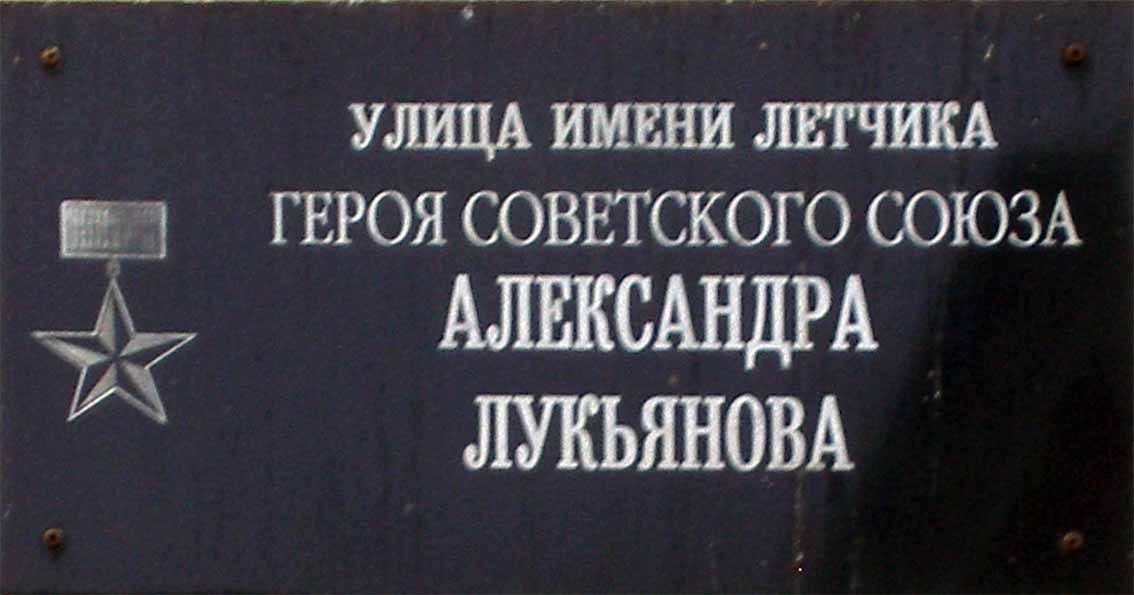 УЛИЦА ИМЕНИ ЛЕТЧИКА
ГЕРОЯ СОВЕТСКОГО СОЮЗА
АЛЕКСАНДРА
ЛУКЬЯНОВА